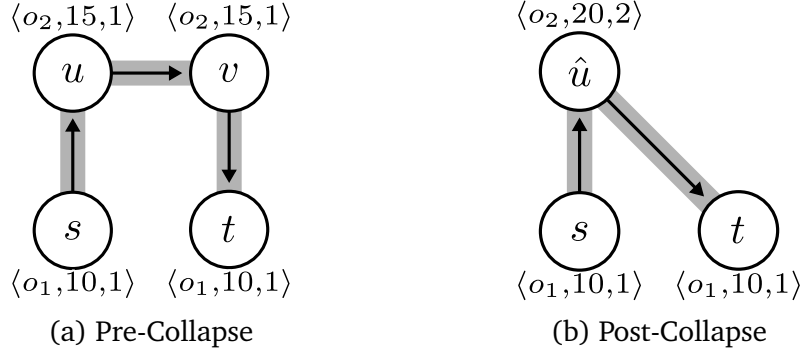 ⟨o₂,15,1⟩ ⟨o₂,15,1⟩
u v
s t
⟨o₁,10,1⟩ ⟨o₁,10,1⟩
(a) Pre-Collapse
⟨o₂,20,2⟩
û
s t
⟨o₁,10,1⟩ ⟨o₁,10,1⟩
(b) Post-Collapse